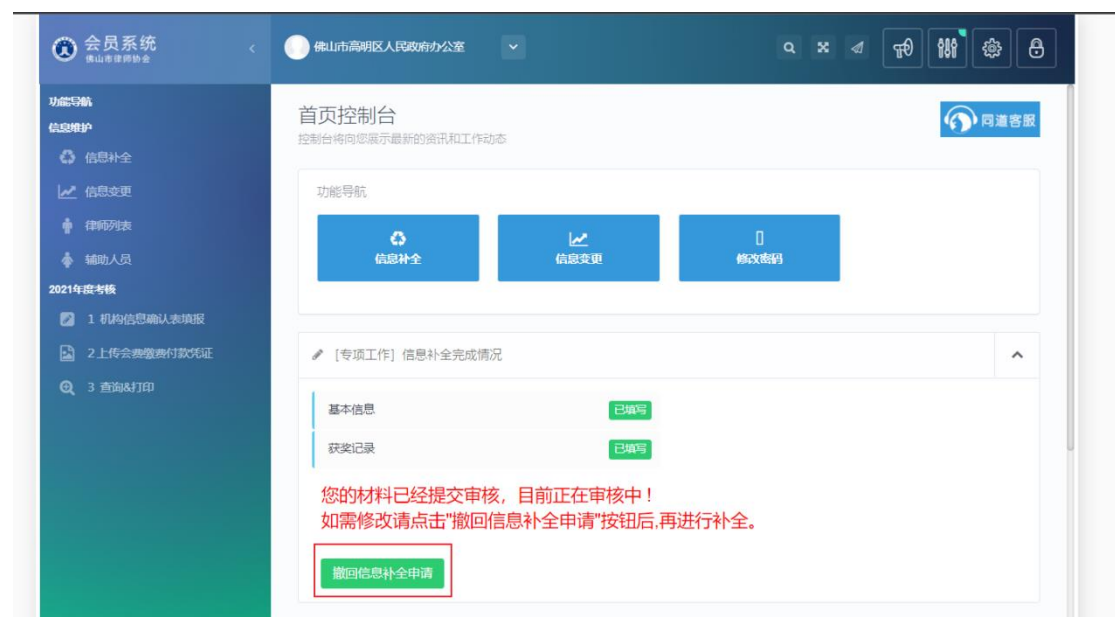 会员系统
佛山市律师协会
佛山市高明区人民政府办公室
功能导航
信息维护
信息补全
信息变更
律师列表
辅助人员
2021年度考核
1 机构信息确认表填报
2上传会费缴费付款凭证
3 查询&打印
首页控制台
控制台将向您展示最新的资讯和工作动态
同道客服
功能导航
信息补全
信息变更
修改密码
[专项工作] 信息补全完成情况
基本信息
已填写
获奖记录
已填写
您的材料已经提交审核，目前正在审核中！
如需修改请点击"撤回信息补全申请"按钮后,再进行补全。
撤回信息补全申请